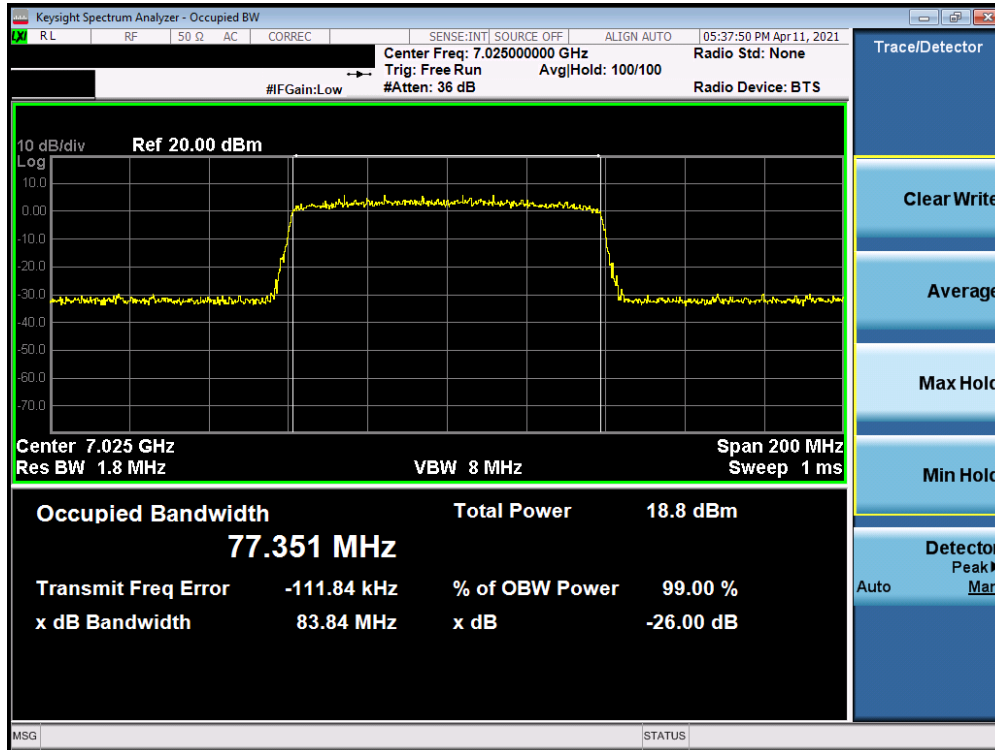 Keysight Spectrum Analyzer - Occupied BW
LXI RL RF 50 Ω AC CORREC SENSE:INT SOURCE OFF ALIGN AUTO 05:37:50 PM Apr 11, 2021
Center Freq: 7.025000000 GHz Radio Std: None
Trig: Free Run Avg|Hold: 100/100
#IFGain:Low #Atten: 36 dB Radio Device: BTS
Trace/Detector
10 dB/div Ref 20.00 dBm
Log
10.0
0.00
-10.0
-20.0
-30.0
-40.0
-50.0
-60.0
-70.0
Center 7.025 GHz Span 200 MHz
Res BW 1.8 MHz VBW 8 MHz Sweep 1 ms
Occupied Bandwidth Total Power 18.8 dBm
77.351 MHz
Transmit Freq Error -111.84 kHz % of OBW Power 99.00 %
x dB Bandwidth 83.84 MHz x dB -26.00 dB
Clear Write
Average
Max Hold
Min Hold
Detector
Peak
Auto Man
MSG STATUS